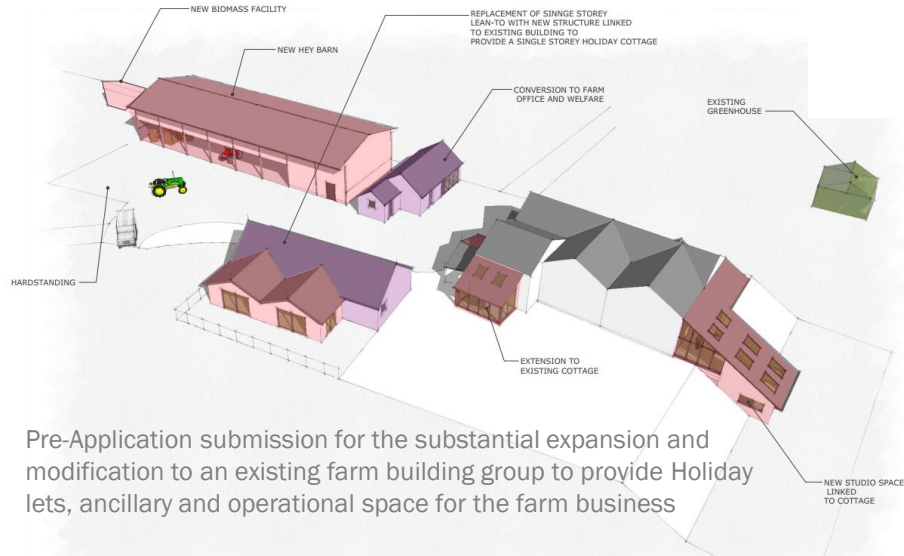 NEW BIOMASS FACILITY
REPLACEMENT OF SINNGE STOREY
LEAN-TO WITH NEW STRUCTURE LINKED
TO EXISTING BUILDING TO
PROVIDE A SINGLE STOREY HOLIDAY COTTAGE
NEW HEY BARN
CONVERSION TO FARM
OFFICE AND WELFARE
EXISTING
GREENHOUSE
HARDSTANDING
EXTENSION TO
EXISTING COTTAGE
Pre-Application submission for the substantial expansion and
modification to an existing farm building group to provide Holiday
lets, ancillary and operational space for the farm business
NEW STUDIO SPACE
LINKED
TO COTTAGE